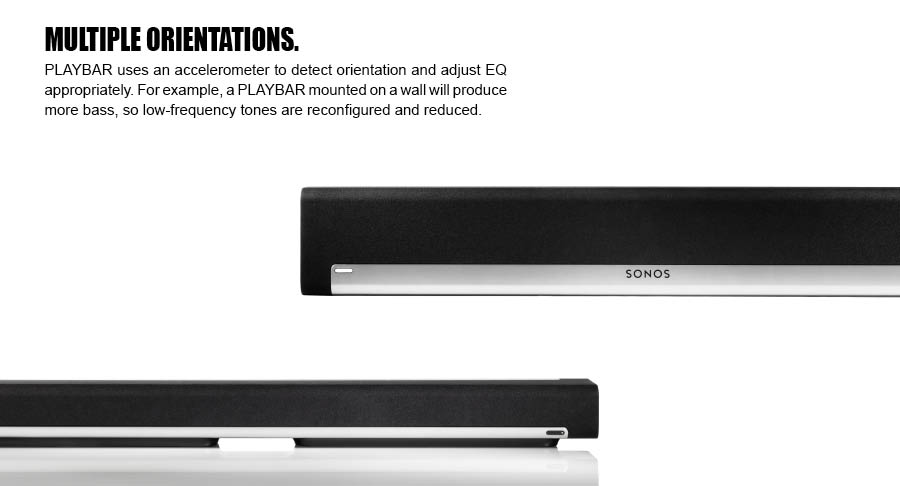 MULTIPLE ORIENTATIONS.
PLAYBAR uses an accelerometer to detect orientation and adjust EQ
appropriately. For example, a PLAYBAR mounted on a wall will produce
more bass, so low-frequency tones are reconfigured and reduced.
SONOS